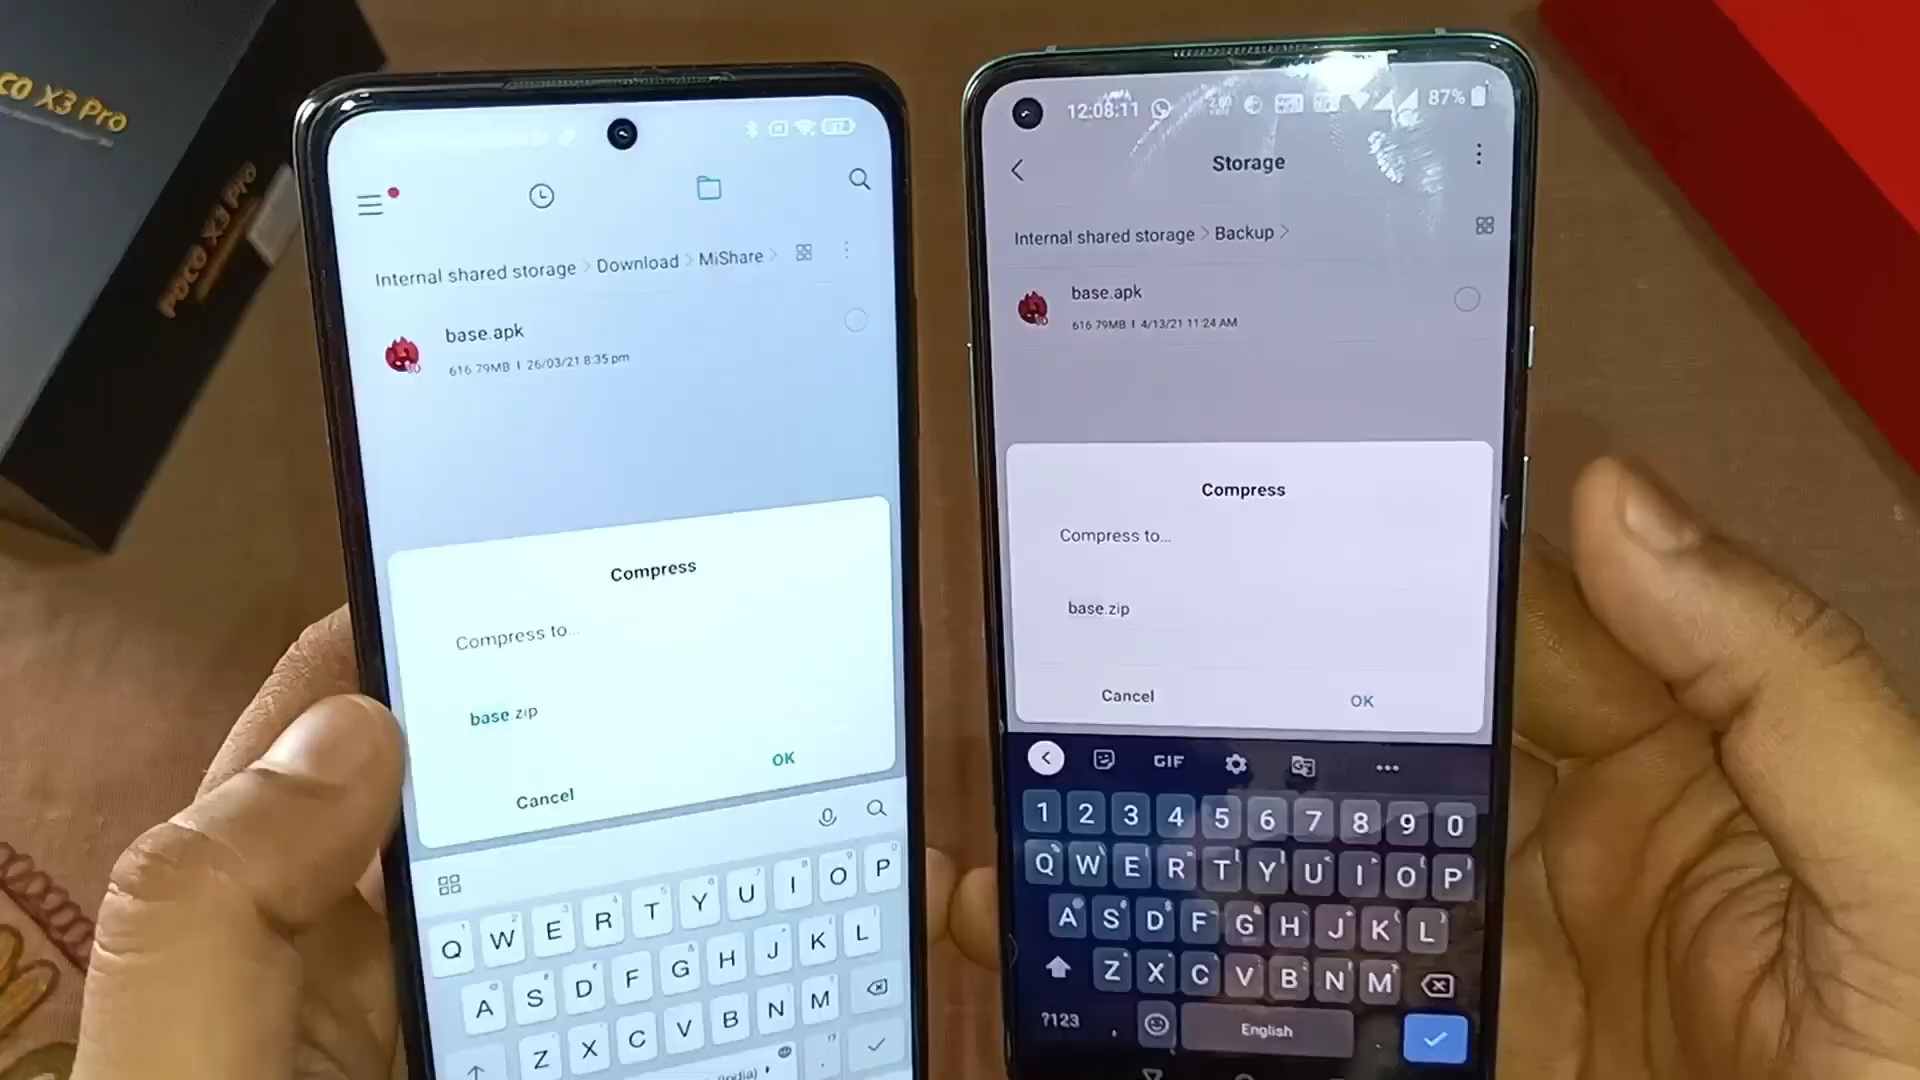 CO X3 Pro
POCO X3 Pro
37
Internal shared storage > Download > MiShare >
base.apk
616.79MB | 26/03/21 8:35 pm
Compress
Compress to...
base.zip
Cancel
OK
Q W E R T Y U I O P
A S D F G H J K L
Z X C V B N M
12:08:11
87%
Storage
Internal shared storage > Backup >
base.apk
616.79MB | 4/13/21 11:24 AM
Compress
Compress to...
base.zip
Cancel
OK
GIF
1 2 3 4 5 6 7 8 9 0
Q W E R T Y U I O P
A S D F G H J K L
Z X C V B N M
?123 , English .